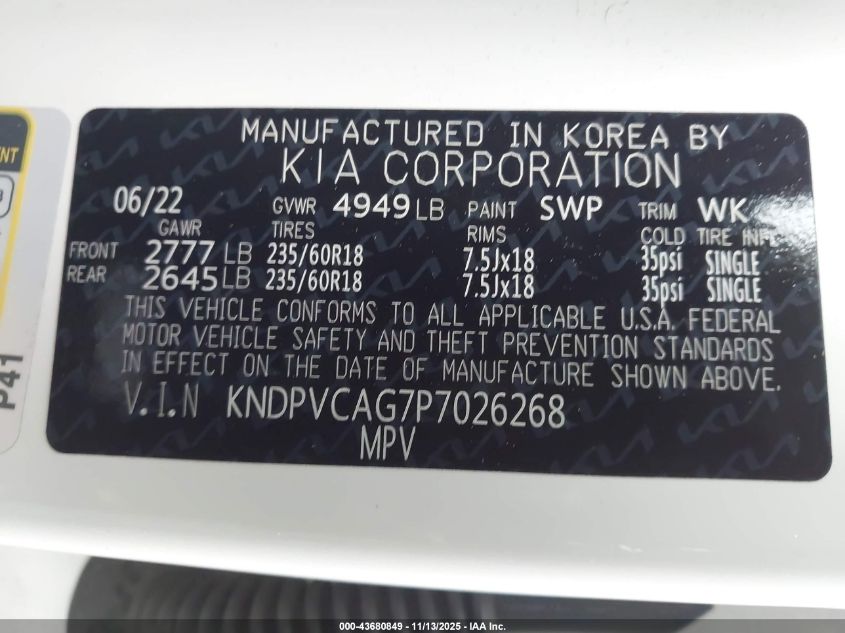 MANUFACTURED IN KOREA BY
KIA CORPORATION
06/22 GVWR 4949 LB PAINT SWP TRIM WK
GAWR TIRES RIMS COLD TIRE INFL
FRONT 2777 LB 235/60R18 7.5Jx18 35psi SINGLE
REAR 2645 LB 235/60R18 7.5Jx18 35psi SINGLE
THIS VEHICLE CONFORMS TO ALL APPLICABLE U.S.A. FEDERAL
MOTOR VEHICLE SAFETY AND THEFT PREVENTION STANDARDS
IN EFFECT ON THE DATE OF MANUFACTURE SHOWN ABOVE.
V.I.N KNDPVCAG7P7026268
MPV
P41
000-43680849 - 11/13/2025 - IAA Inc.